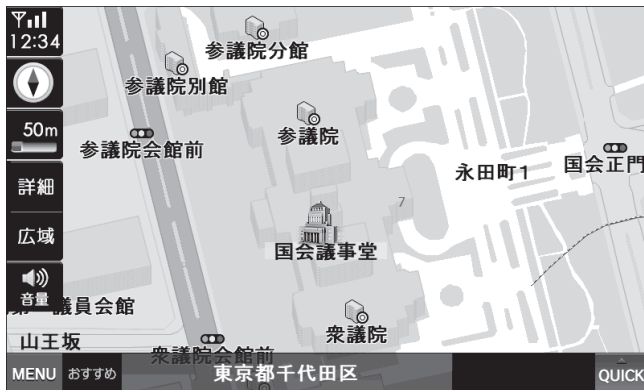 12:34
50m
詳細
広域
音量
参議院分館
参議院別館
参議院会館前
参議院
永田町1
国会正門
7
国会議事堂
議員会館
衆議院
山王坂
衆議院会館前
MENU
おすすめ
東京都千代田区
QUICK